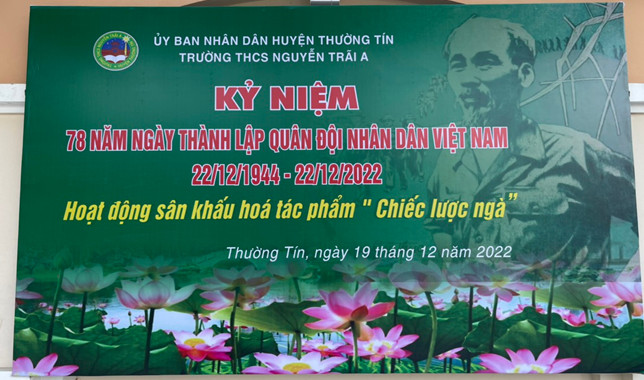 ỦY BAN NHÂN DÂN HUYỆN THƯỜNG TÍN
TRƯỜNG THCS NGUYỄN TRÃI A
KỶ NIỆM
78 NĂM NGÀY THÀNH LẬP QUÂN ĐỘI NHÂN DÂN VIỆT NAM
22/12/1944 - 22/12/2022
Hoạt động sân khấu hoá tác phẩm " Chiếc lược ngà”
Thường Tín, ngày 19 tháng 12 năm 2022